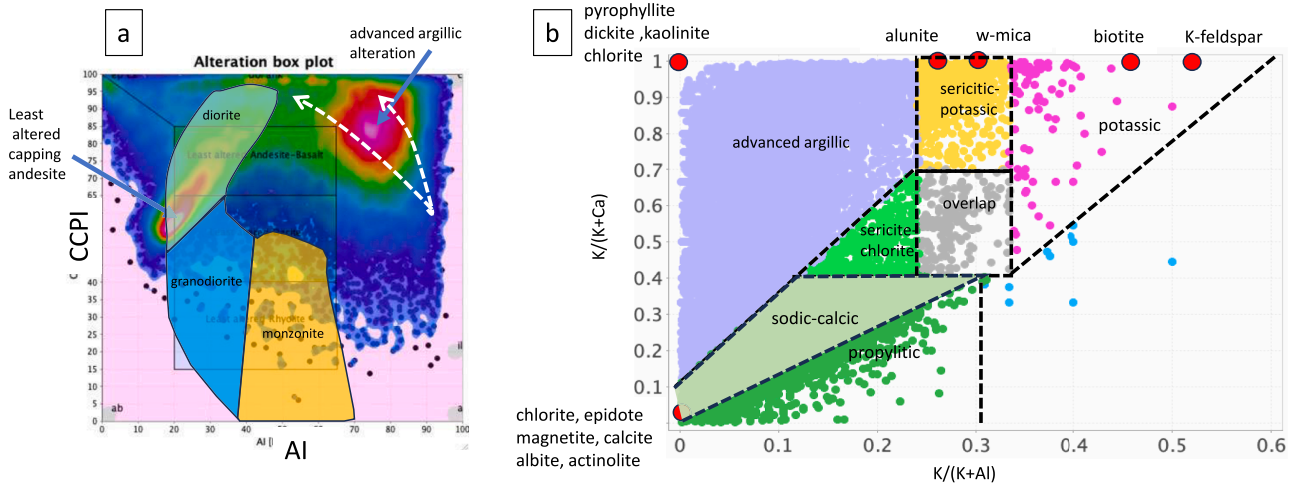 a
b
pyrophyllite
dickite ,kaolinite
chlorite
advanced argillic
alteration
alunite
w-mica
biotite
K-feldspar
Alteration box plot
Least
altered
capping
andesite
CCPI
100
95
90
85
80
75
70
65
40
35
30
25
20
15
10
5
0
diorite
Least altered Andesite-Basalt
granodiorite
Least altered Rhyolite
monzonite
ab
0
10
20
30
40
50
60
70
80
90
100
AI
AI
K/(K+Ca)
1
0.9
0.8
0.7
0.6
0.5
0.4
0.3
0.2
0.1
advanced argillic
sericitic-
potassic
potassic
overlap
sericite-
chlorite
sodic-calcic
propylitic
chlorite, epidote
magnetite, calcite
albite, actinolite
0
0.1
0.2
0.3
0.4
0.5
0.6
K/(K+Al)